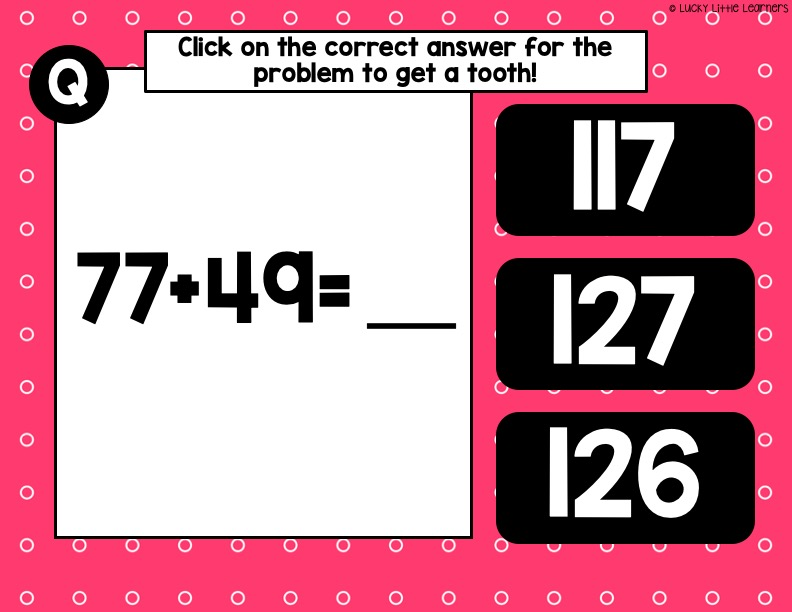 © Lucky Little Learners
Click on the correct answer for the
problem to get a tooth!
Q
77+49= ___
117
127
126